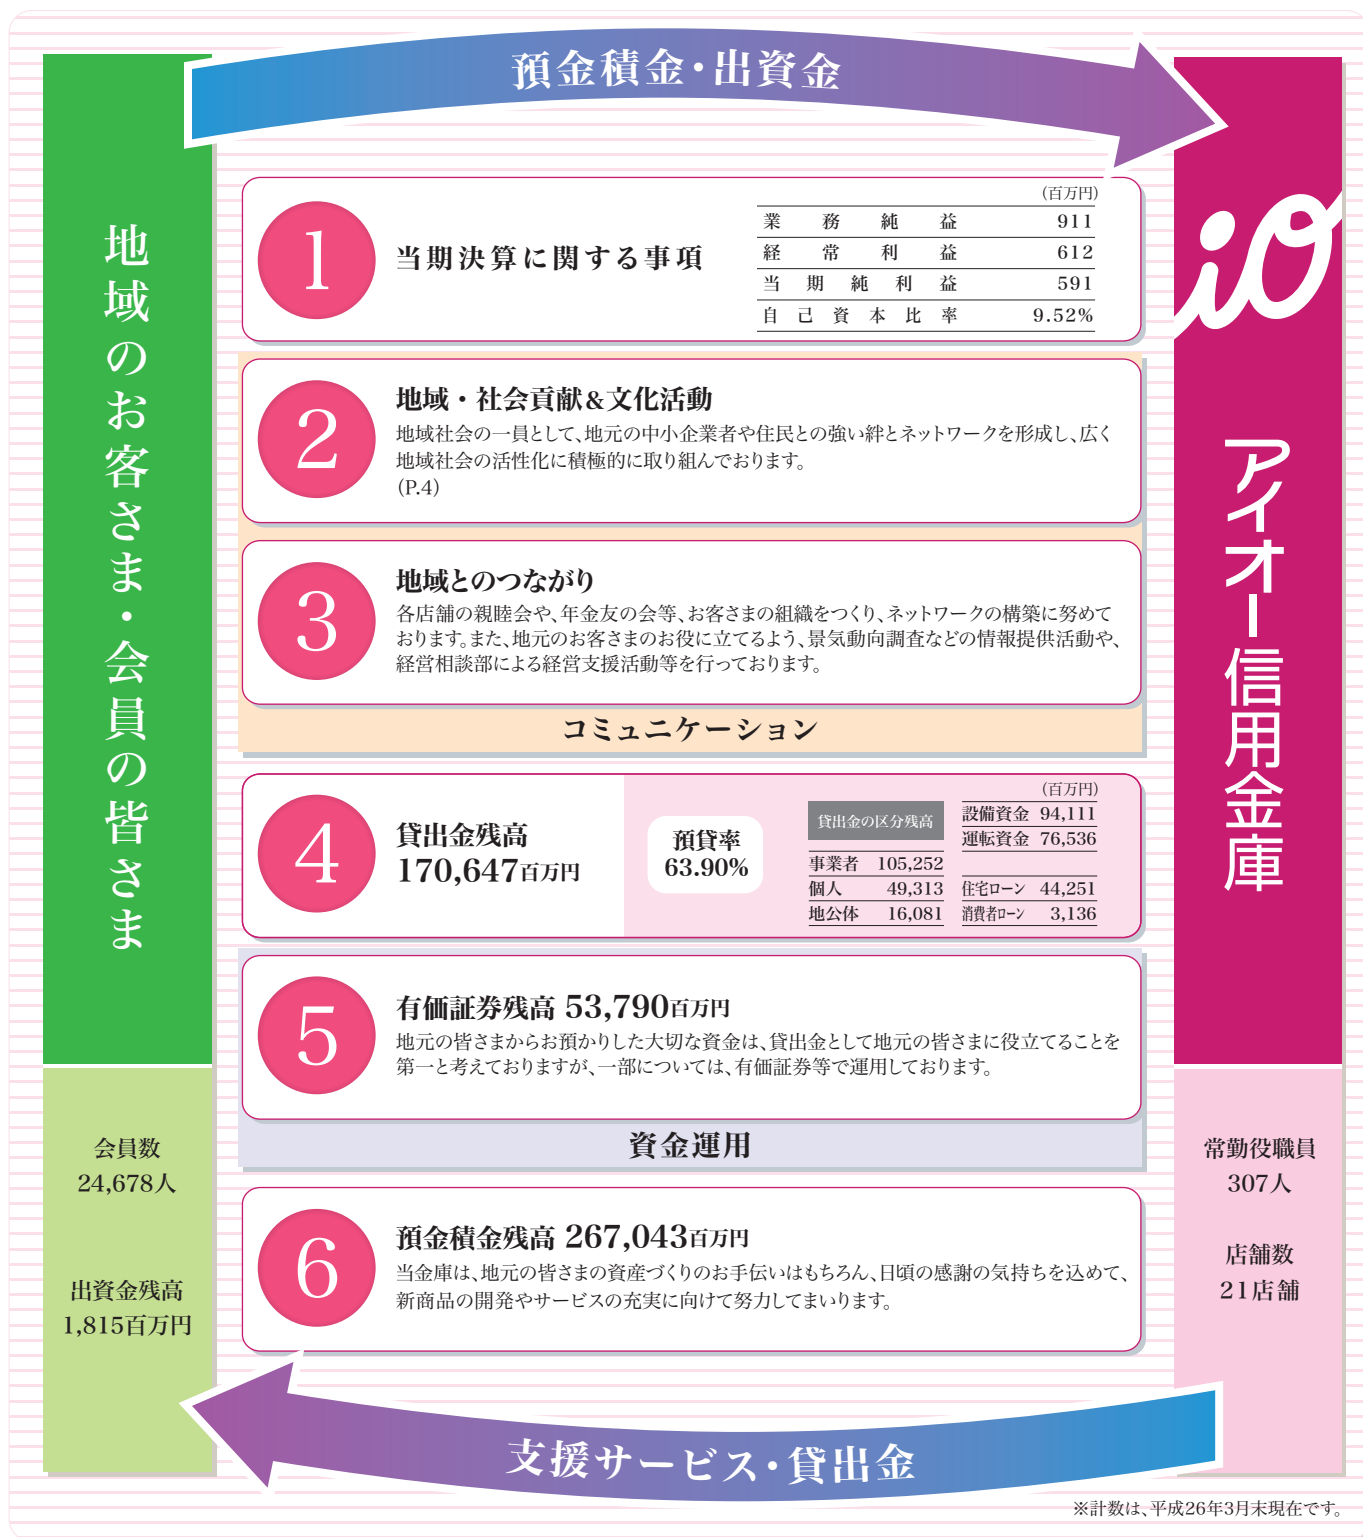 預金積金・出資金
地域のお客さま・会員の皆さま
会員数
24,678人
出資金残高
1,815百万円
1
当期決算に関する事項
(百万円)
業務純益 911
経常利益 612
当期純利益 591
自己資本比率 9.52%
2
地域・社会貢献&文化活動
地域社会の一員として、地元の中小企業者や住民との強い絆とネットワークを形成し、広く
地域社会の活性化に積極的に取り組んでおります。
(P.4)
3
地域とのつながり
各店舗の親睦会や、年金友の会等、お客さまの組織をつくり、ネットワークの構築に努めて
おります。また、地元のお客さまのお役に立てるよう、景気動向調査などの情報提供活動や、
経営相談部による経営支援活動等を行っております。
コミュニケーション
4
貸出金残高
170,647百万円
預貸率
63.90%
(百万円)
貸出金の区分残高
事業者 105,252
個人 49,313
地公体 16,081
設備資金 94,111
運転資金 76,536
住宅ローン 44,251
消費者ローン 3,136
5
有価証券残高 53,790百万円
地元の皆さまからお預かりした大切な資金は、貸出金として地元の皆さまに役立てることを
第一と考えておりますが、一部については、有価証券等で運用しております。
資金運用
6
預金積金残高 267,043百万円
当金庫は、地元の皆さまの資産づくりのお手伝いはもちろん、日頃の感謝の気持ちを込めて、
新商品の開発やサービスの充実に向けて努力してまいります。
io
アイオー信用金庫
常勤役職員
307人
店舗数
21店舗
支援サービス・貸出金
※計数は、平成26年3月末現在です。